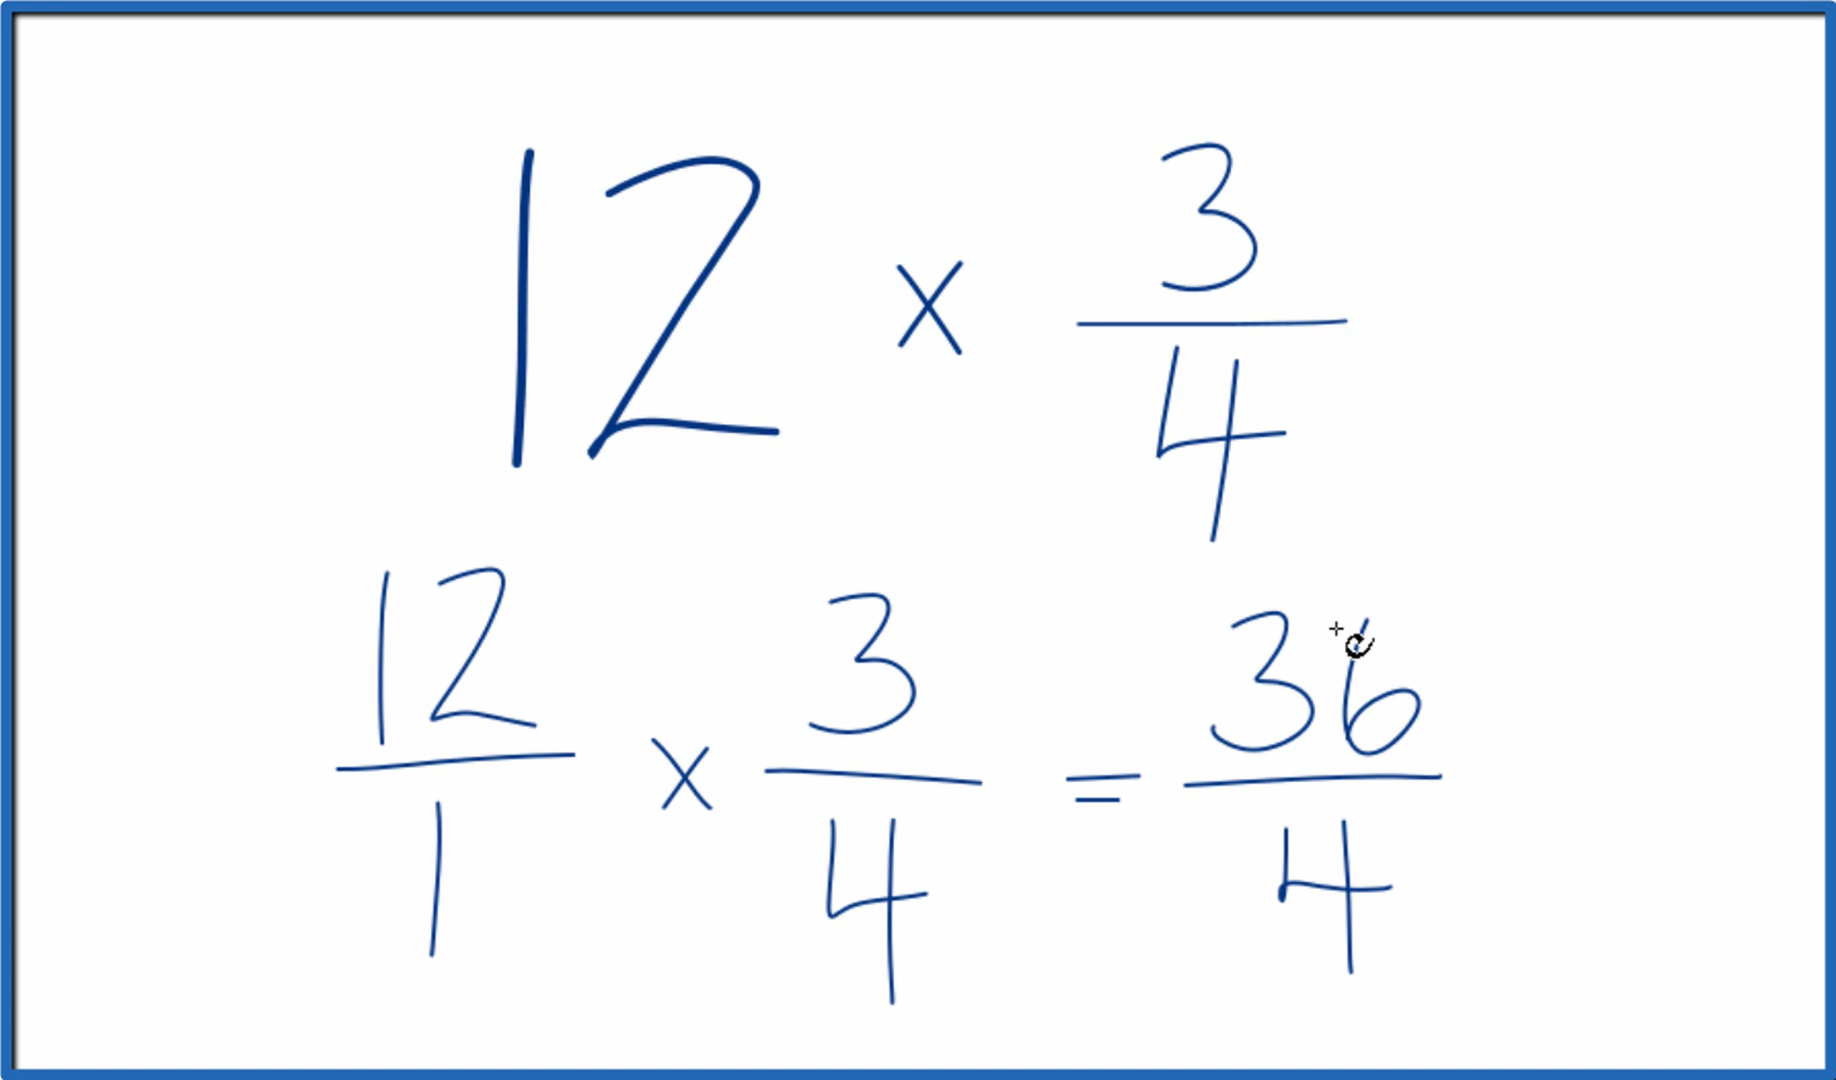 12 × 3/4
12/1 × 3/4 = 36/4